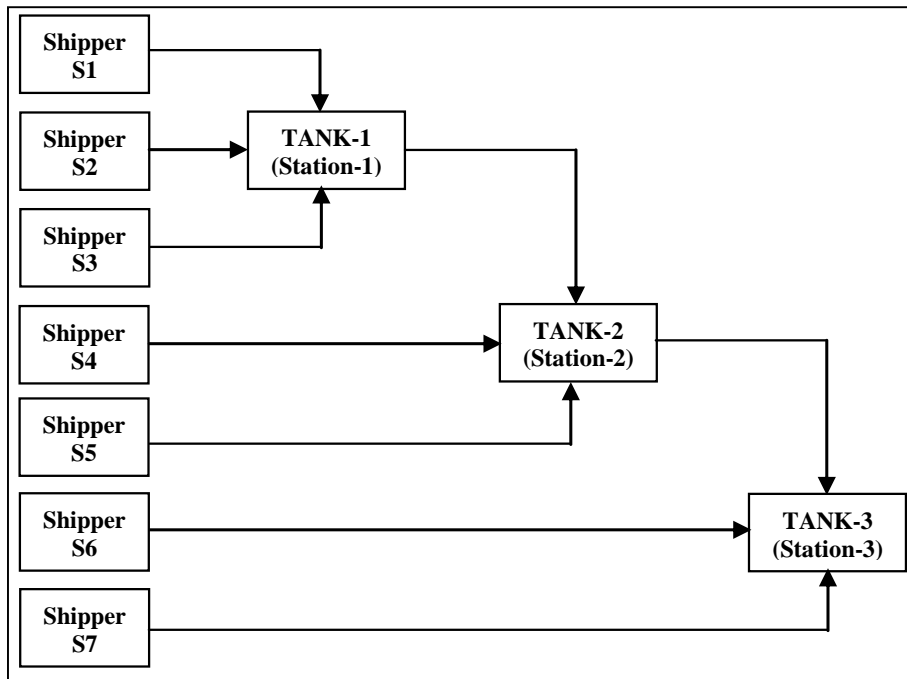 Shipper
S1
Shipper
S2
TANK-1
(Station-1)
Shipper
S3
Shipper
S4
TANK-2
(Station-2)
Shipper
S5
Shipper
S6
TANK-3
(Station-3)
Shipper
S7